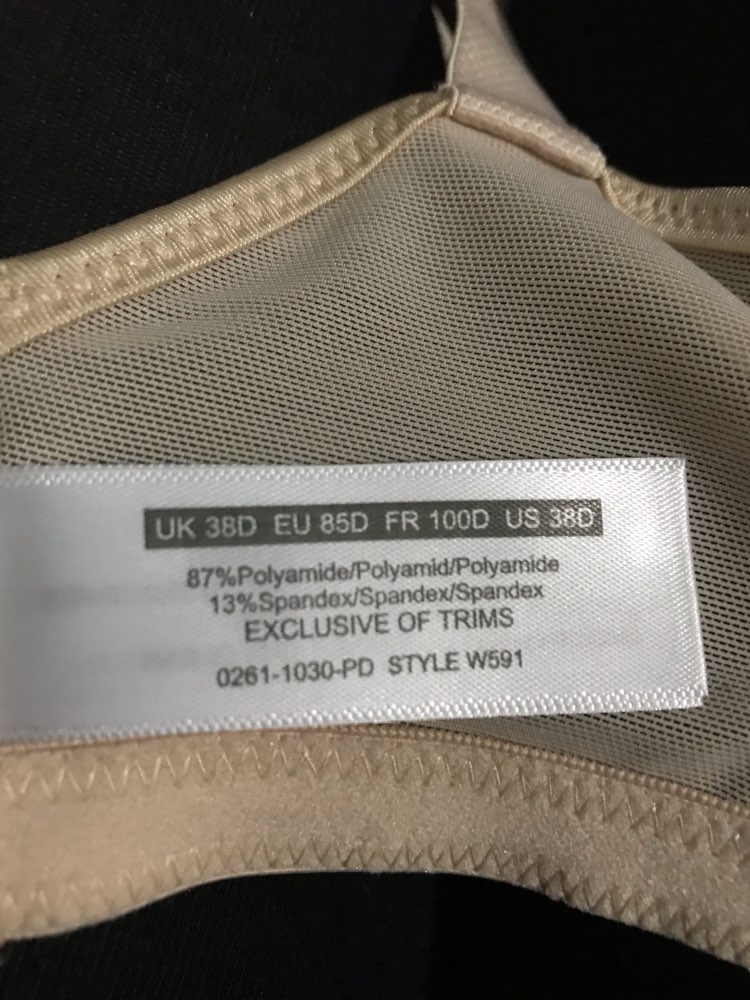 UK 38D EU 85D FR 100D US 38D
87%Polyamide/Polyamid/Polyamide
13%Spandex/Spandex/Spandex
EXCLUSIVE OF TRIMS
0261-1030-PD STYLE W591